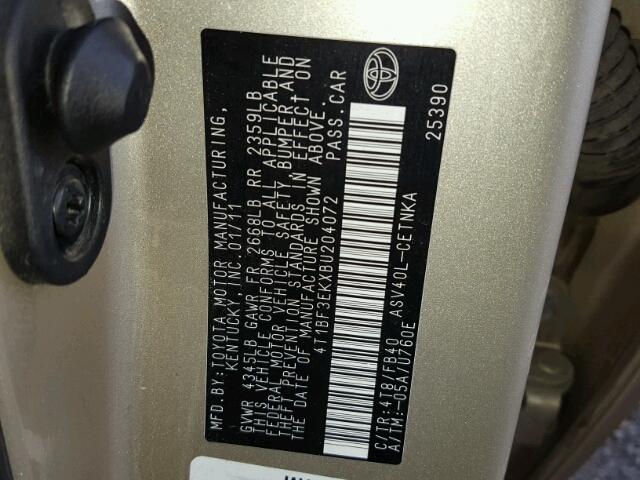 MFD. BY: TOYOTA MOTOR MANUFACTURING,
KENTUCKY, INC. 01/11
GVWR 4345LB GAWR FR 2668LB RR 2359LB
THIS VEHICLE CONFORMS TO ALL APPLICABLE
FEDERAL MOTOR VEHICLE SAFETY BUMPER AND
THEFT PREVENTION STANDARDS IN EFFECT ON
THE DATE OF MANUFACTURE SHOWN ABOVE.
4T1BF3EKXBU204072 PASS. CAR
C/TR: 4T8/FB40 ASV40L-CETNKA
A/TM: -05A/U760E 25390